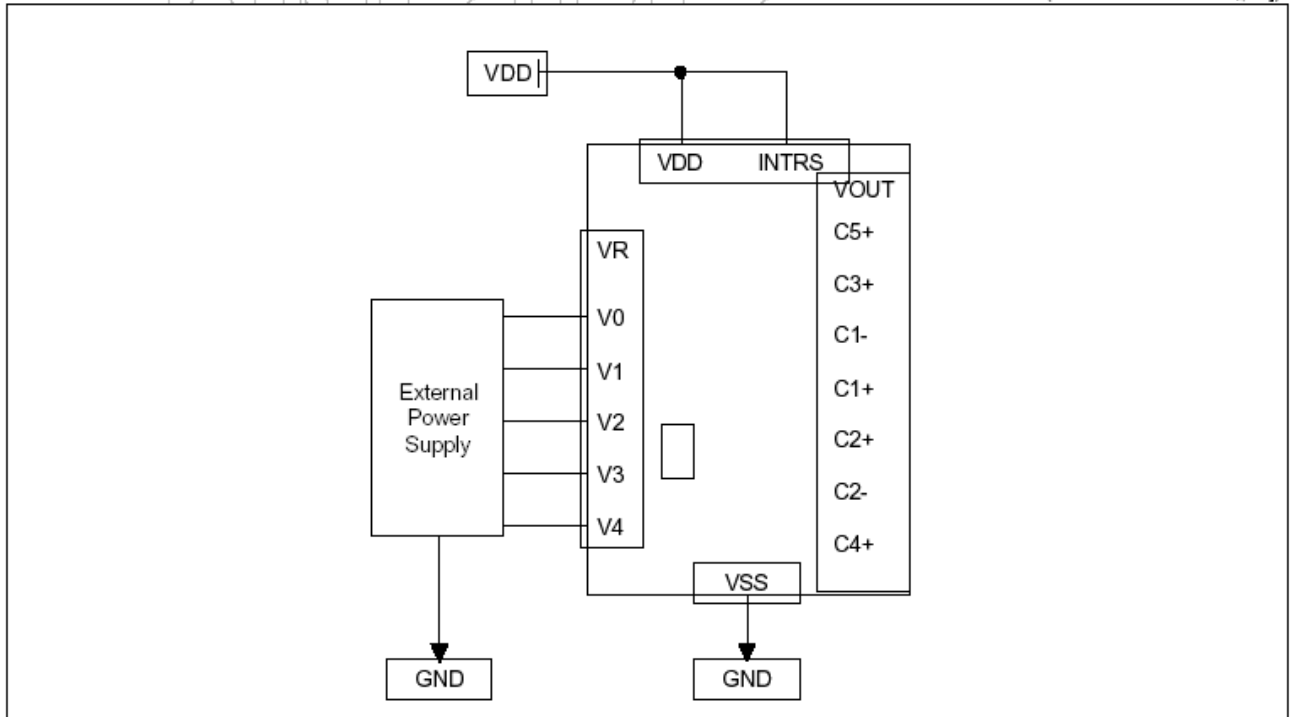 VDD
VDD INTRS
VOUT
C5+
C3+
C1-
C1+
C2+
C2-
C4+
VR
V0
V1
V2
V3
V4
External
Power
Supply
VSS
GND
GND